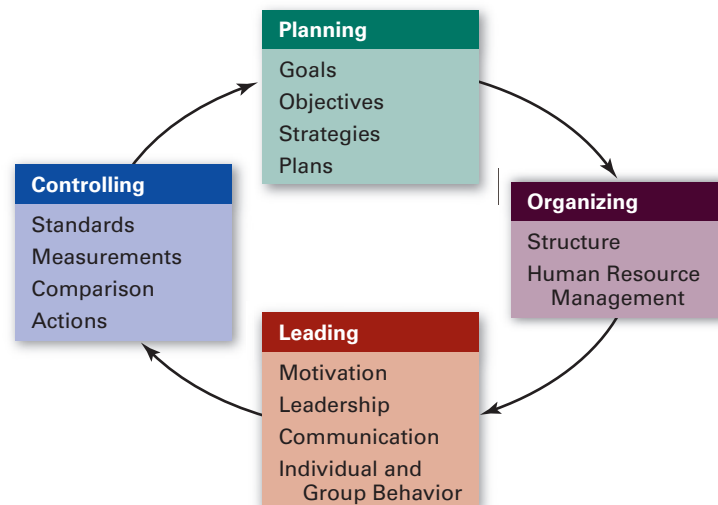 Planning
Goals
Objectives
Strategies
Plans
Organizing
Structure
Human Resource
Management
Leading
Motivation
Leadership
Communication
Individual and
Group Behavior
Controlling
Standards
Measurements
Comparison
Actions